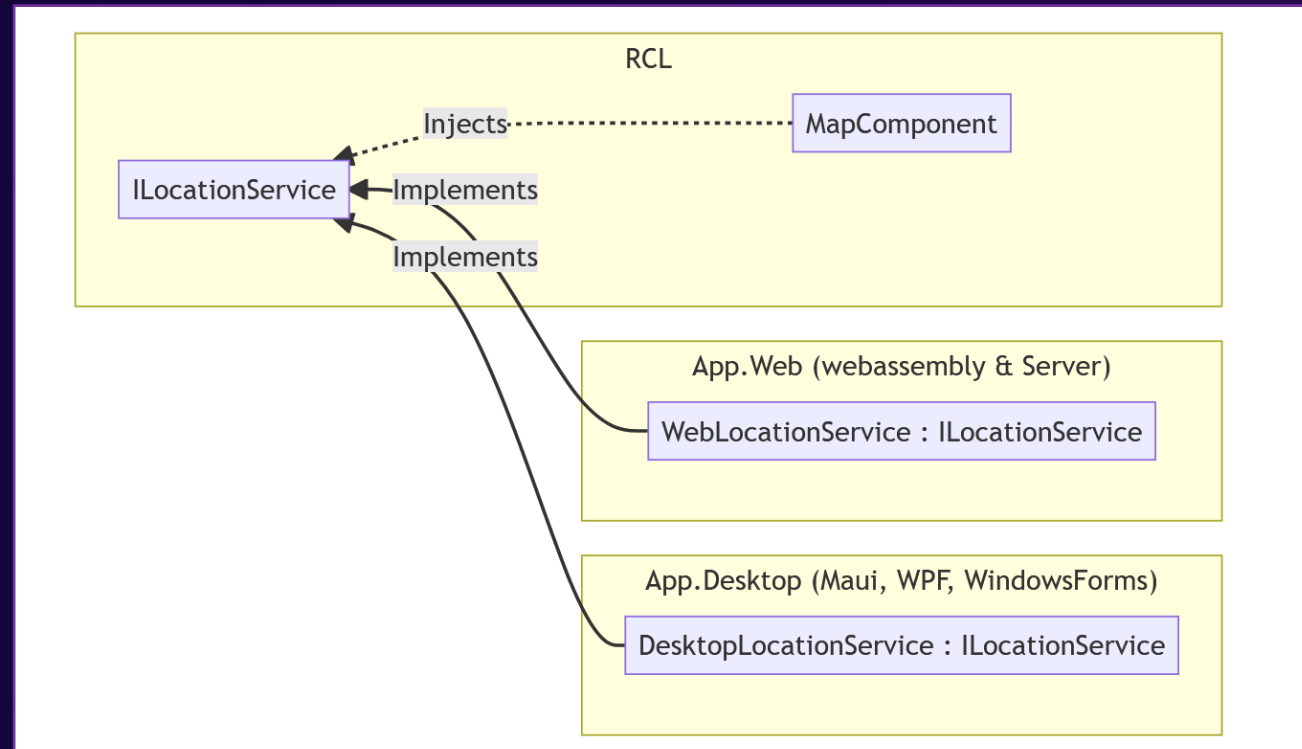 RCL
Injects
MapComponent
ILocationService
Implements
Implements
App.Web (webassembly & Server)
WebLocationService : ILocationService
App.Desktop (Maui, WPF, WindowsForms)
DesktopLocationService : ILocationService